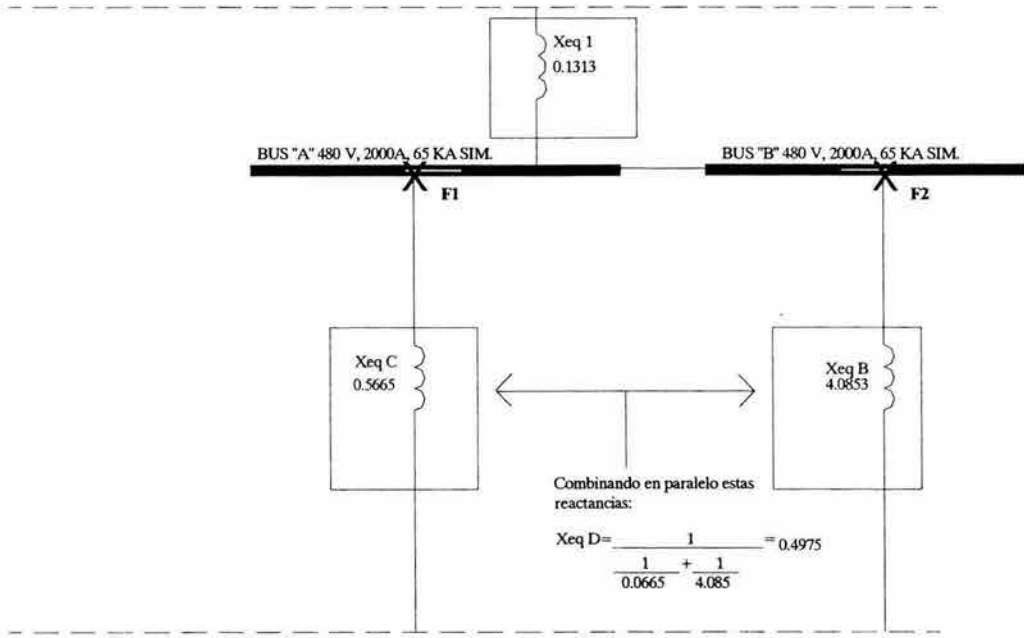 Xeq 1
0.1313
BUS "A" 480 V, 2000A, 65 KA SIM.
BUS "B" 480 V, 2000A, 65 KA SIM.
F1
F2
Xeq C
0.5665
Xeq B
4.0853
Combinando en paralelo estas
reactancias:
Xeq D= 1 = 0.4975
1 + 1
0.0665 4.085